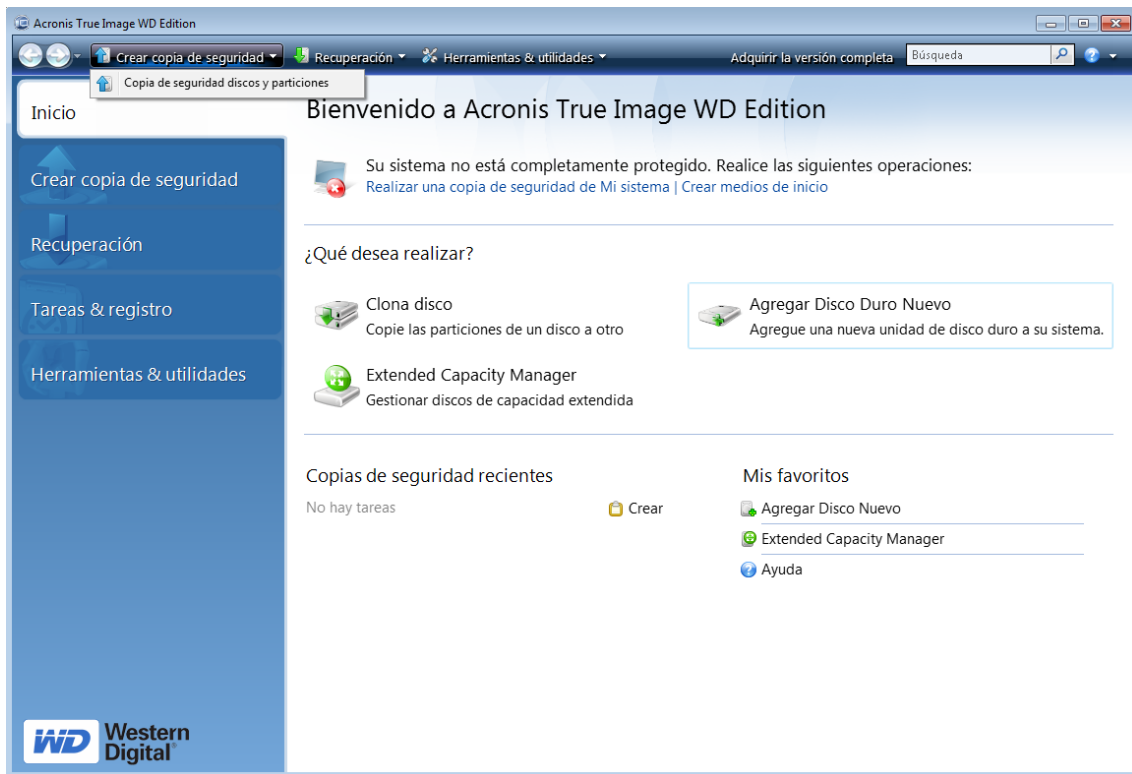 Acronis True Image WD Edition
Crear copia de seguridad Recuperación Herramientas & utilidades Adquirir la versión completa Búsqueda
Copia de seguridad discos y particiones
Inicio
Crear copia de seguridad
Recuperación
Tareas & registro
Herramientas & utilidades
Bienvenido a Acronis True Image WD Edition
Su sistema no está completamente protegido. Realice las siguientes operaciones:
Realizar una copia de seguridad de Mi sistema | Crear medios de inicio
¿Qué desea realizar?
Clona disco
Copie las particiones de un disco a otro
Agregar Disco Duro Nuevo
Agregue una nueva unidad de disco duro a su sistema.
Extended Capacity Manager
Gestionar discos de capacidad extendida
Copias de seguridad recientes
No hay tareas Crear
Mis favoritos
Agregar Disco Nuevo
Extended Capacity Manager
Ayuda
WD Western
Digital®